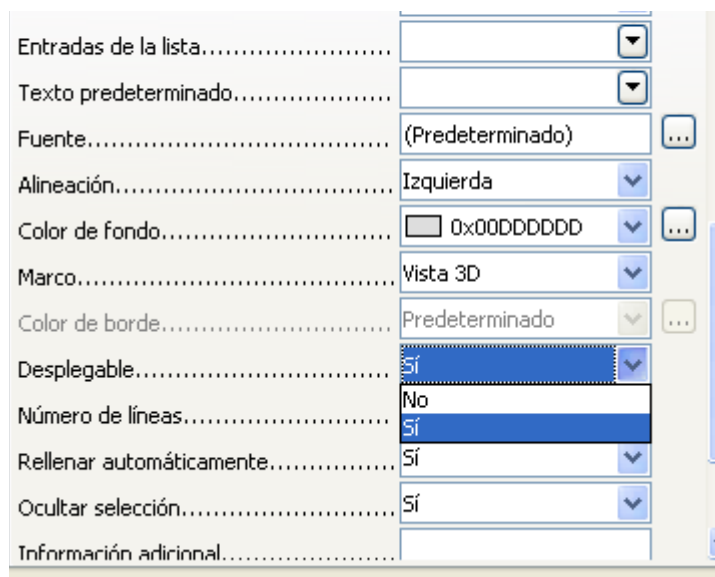 Entradas de la lista........................
Texto predeterminado.................... 
Fuente...................................... (Predeterminado) ...
Alineación................................... Izquierda
Color de fondo............................. 0x00DDDDDD ...
Marco........................................ Vista 3D
Color de borde............................. Predeterminado ...
Desplegable................................ Sí
No
Número de líneas..........................
Sí
Rellenar automáticamente............... Sí
Ocultar selección........................... Sí
Información adicional......................